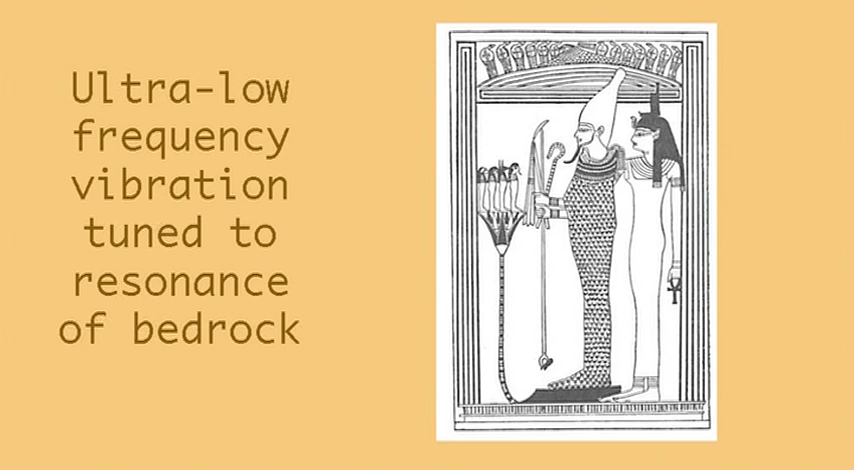 Ultra-low
frequency
vibration
tuned to
resonance
of bedrock